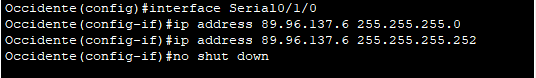 Occidente(config)#interface Serial0/1/0
Occidente(config-if)#ip address 89.96.137.6 255.255.255.0
Occidente(config-if)#ip address 89.96.137.6 255.255.255.252
Occidente(config-if)#no shut down